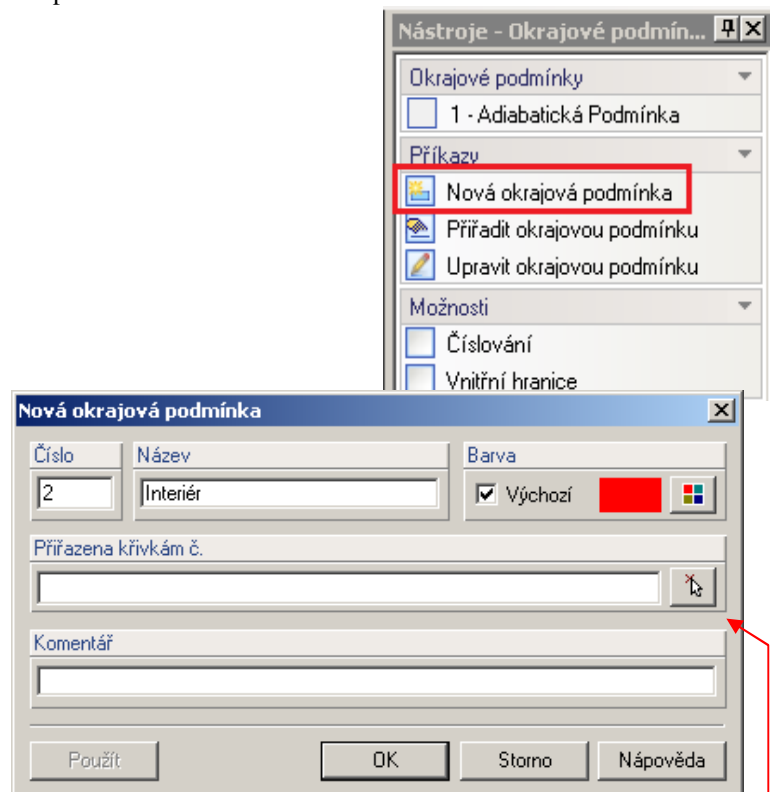 Nástroje - Okrajové podmín...
Okrajové podmínky
1 - Adiabatická Podmínka
Příkazy
Nová okrajová podmínka
Přiřadit okrajovou podmínku
Upravit okrajovou podmínku
Možnosti
Číslování
Vnitřní hranice
Nová okrajová podmínka
Číslo Název Barva
2 Interiér Výchozí
Přiřazena křivkám č.
Komentář
Použít OK Storno Nápověda